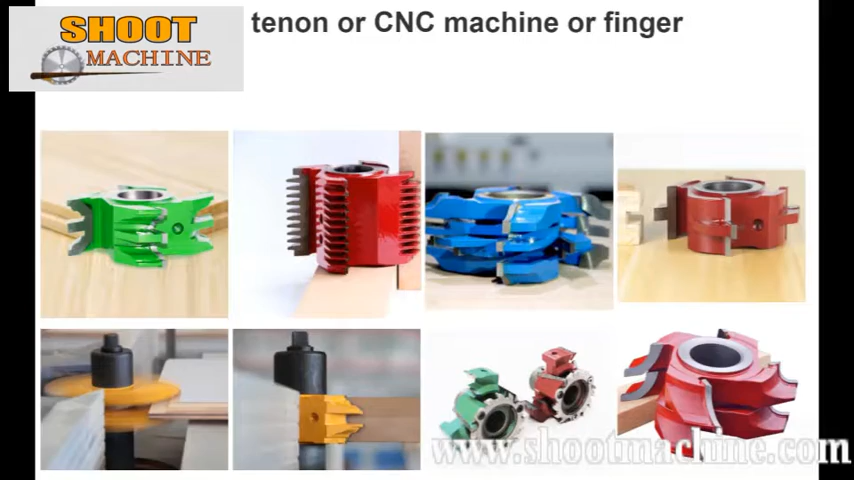 SHOOT
MACHINE
tenon or CNC machine or finger
www.shootmachine.com